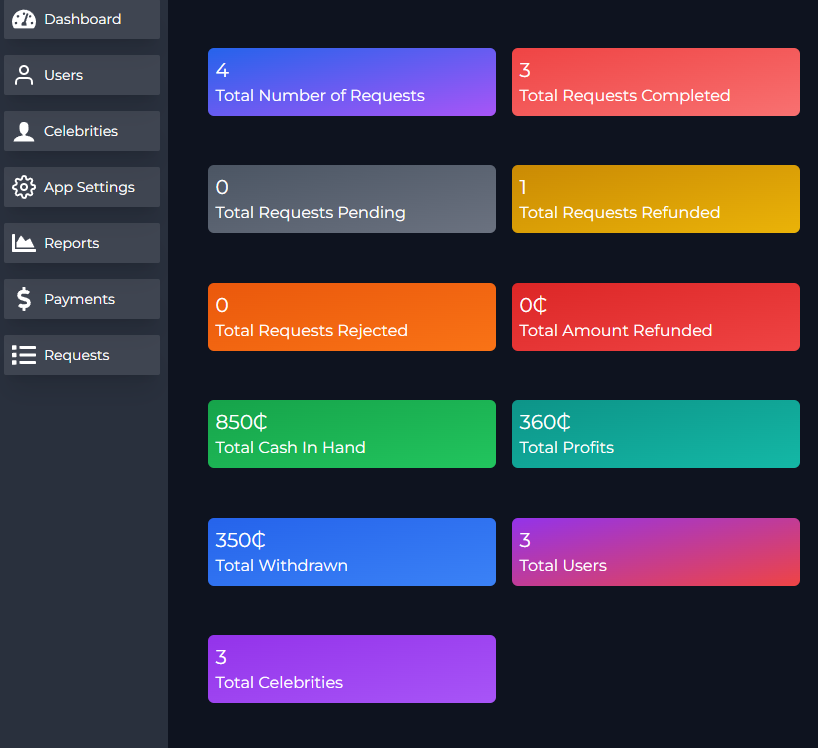 Dashboard
Users
Celebrities
App Settings
Reports
Payments
Requests
4
Total Number of Requests
3
Total Requests Completed
0
Total Requests Pending
1
Total Requests Refunded
0
Total Requests Rejected
0₵
Total Amount Refunded
850₵
Total Cash In Hand
360₵
Total Profits
350₵
Total Withdrawn
3
Total Users
3
Total Celebrities